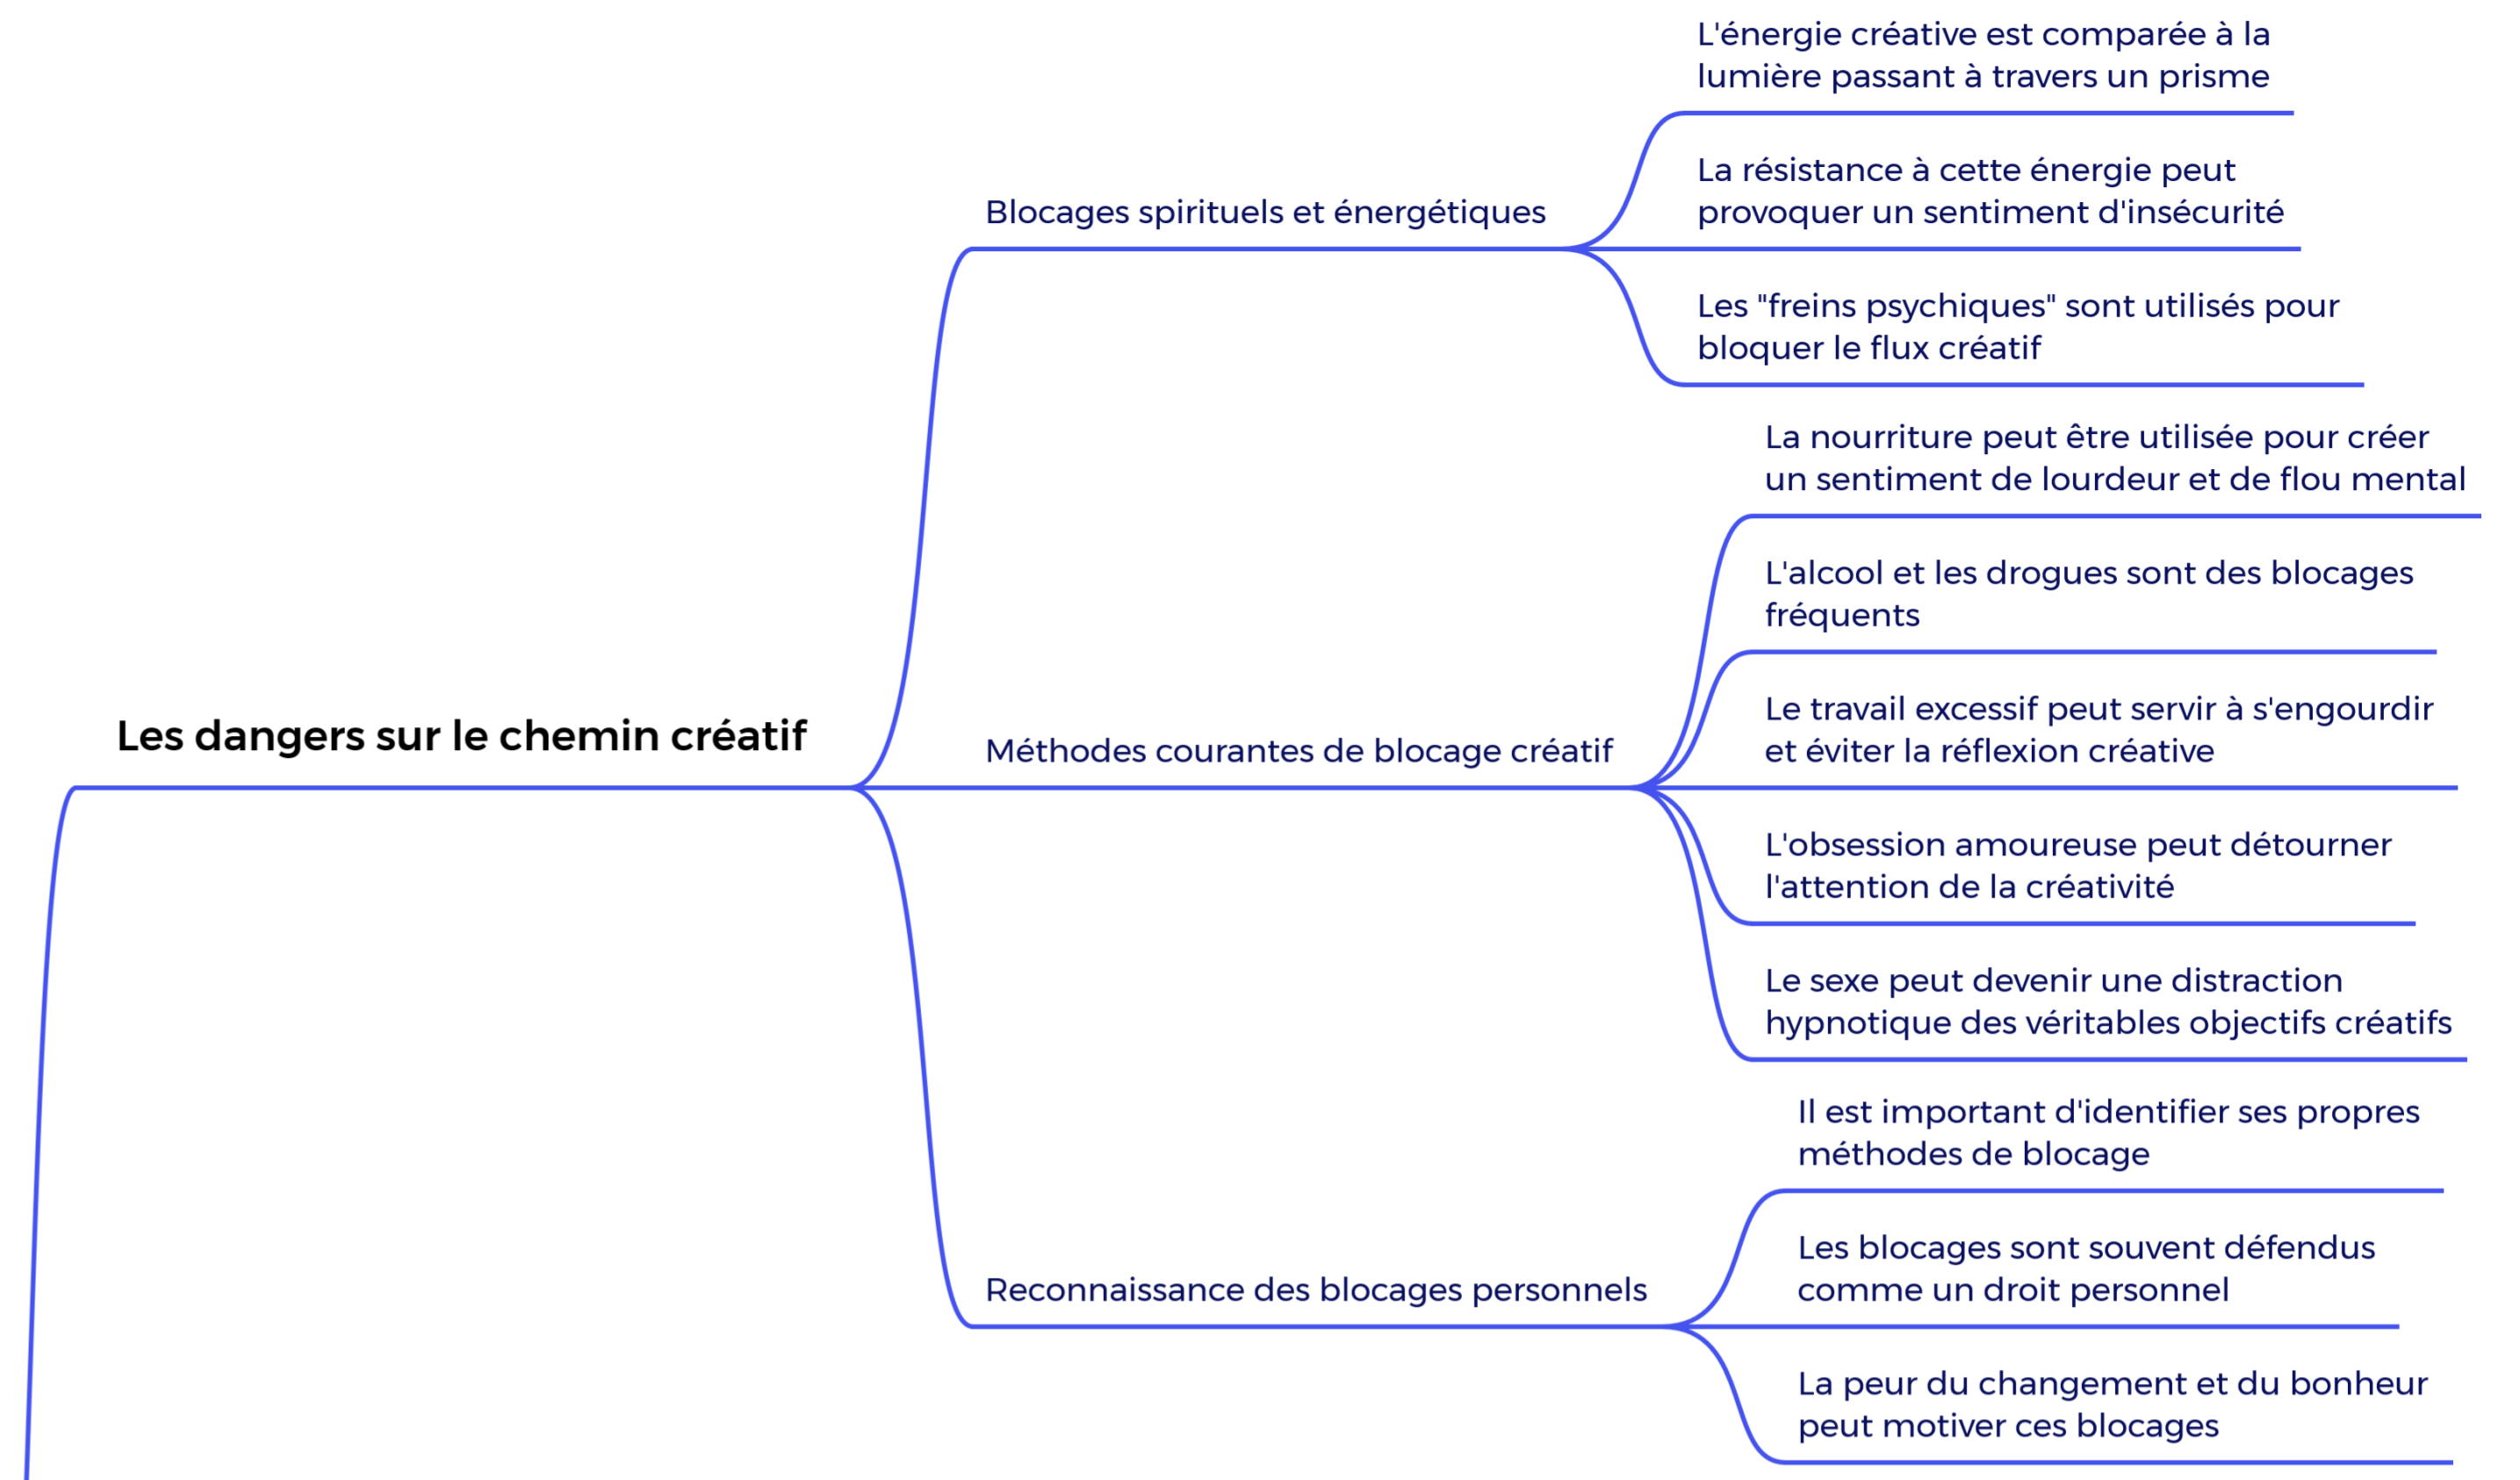 Les dangers sur le chemin créatif
Blocages spirituels et énergétiques
L'énergie créative est comparée à la
lumière passant à travers un prisme
La résistance à cette énergie peut
provoquer un sentiment d'insécurité
Les "freins psychiques" sont utilisés pour
bloquer le flux créatif
Méthodes courantes de blocage créatif
La nourriture peut être utilisée pour créer
un sentiment de lourdeur et de flou mental
L'alcool et les drogues sont des blocages
fréquents
Le travail excessif peut servir à s'engourdir
et éviter la réflexion créative
L'obsession amoureuse peut détourner
l'attention de la créativité
Le sexe peut devenir une distraction
hypnotique des véritables objectifs créatifs
Reconnaissance des blocages personnels
Il est important d'identifier ses propres
méthodes de blocage
Les blocages sont souvent défendus
comme un droit personnel
La peur du changement et du bonheur
peut motiver ces blocages